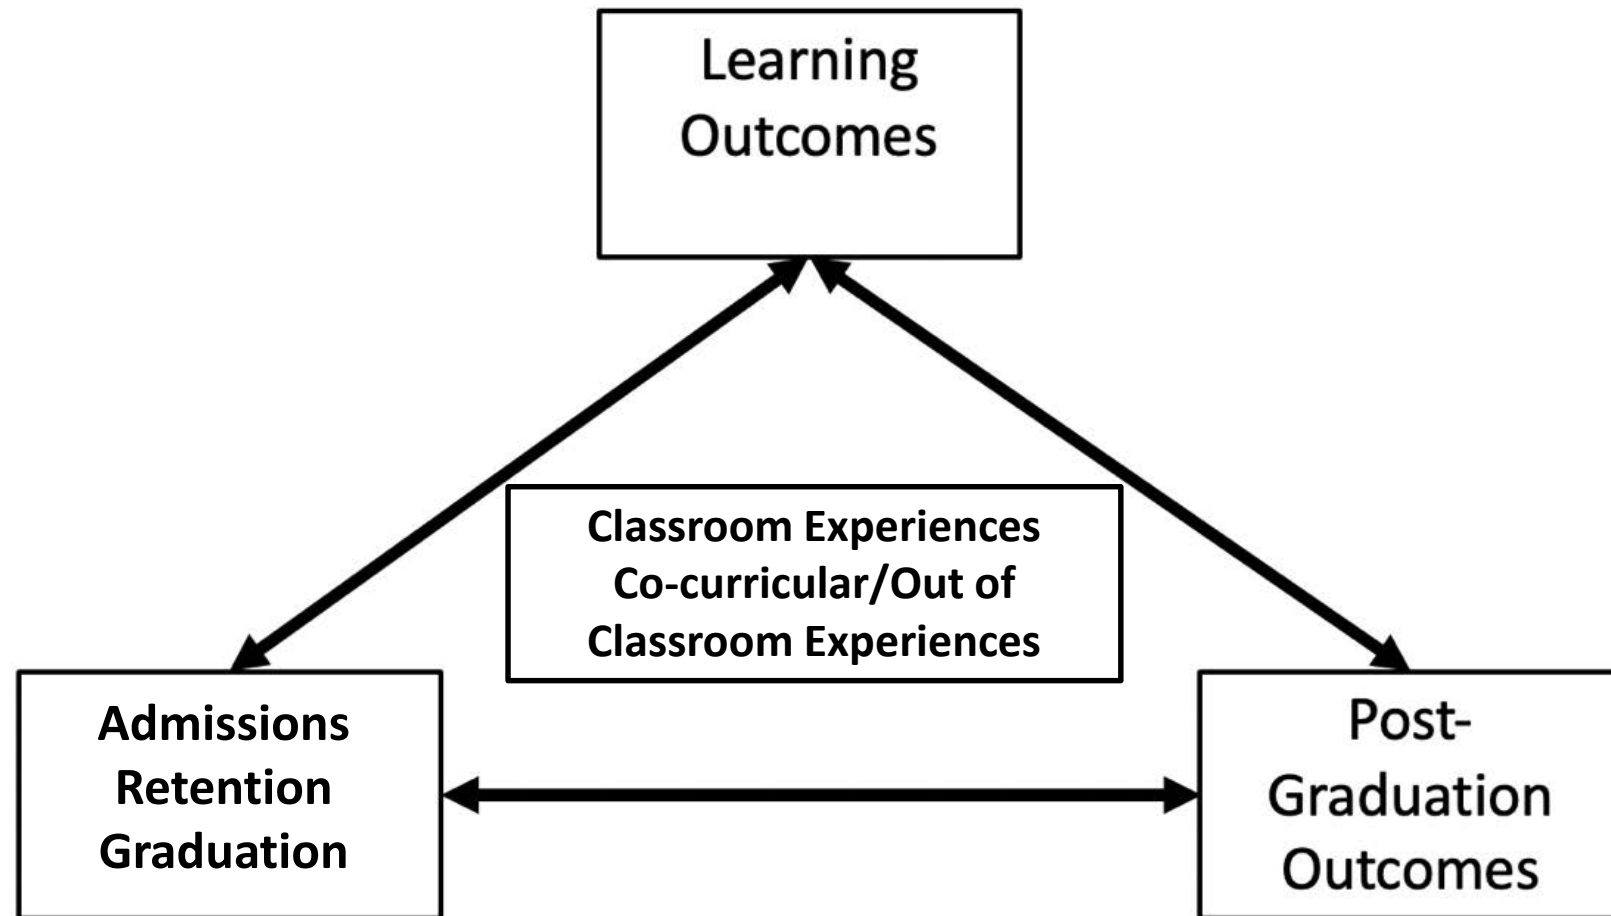 Learning
Outcomes
Classroom Experiences
Co-curricular/Out of
Classroom Experiences
Admissions
Retention
Graduation
Post-
Graduation
Outcomes